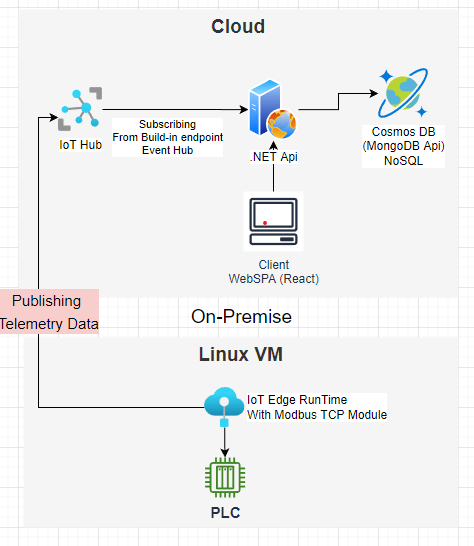 Cloud
IoT Hub
Subscribing
From Build-in endpoint
Event Hub
.NET Api
Cosmos DB
(MongoDB Api)
NoSQL
Client
WebSPA (React)
Publishing
Telemetry Data
On-Premise
Linux VM
IoT Edge RunTime
With Modbus TCP Module
PLC